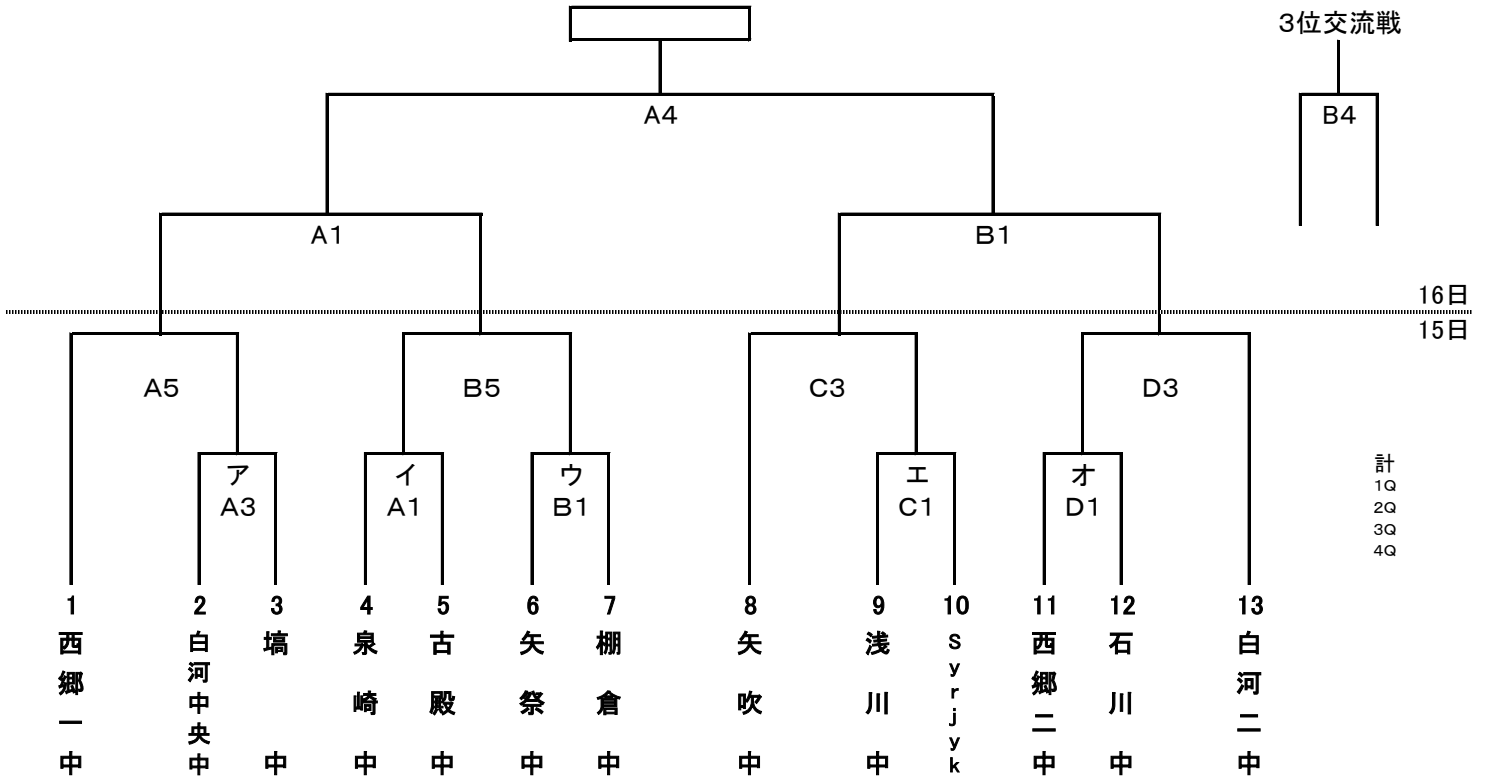 3位交流戦
A4
B4
A1
B1
16日
15日
A5
B5
C3
D3
ア
A3
イ
A1
ウ
B1
エ
C1
オ
D1
計
1Q
2Q
3Q
4Q
1
2
3
4
5
6
7
8
9
10
11
12
13
西郷一中
白河中央中
塙中
泉崎中
古殿中
矢祭中
棚倉中
矢吹中
浅川中
Syrjyk
西郷二中
石川中
白河二中